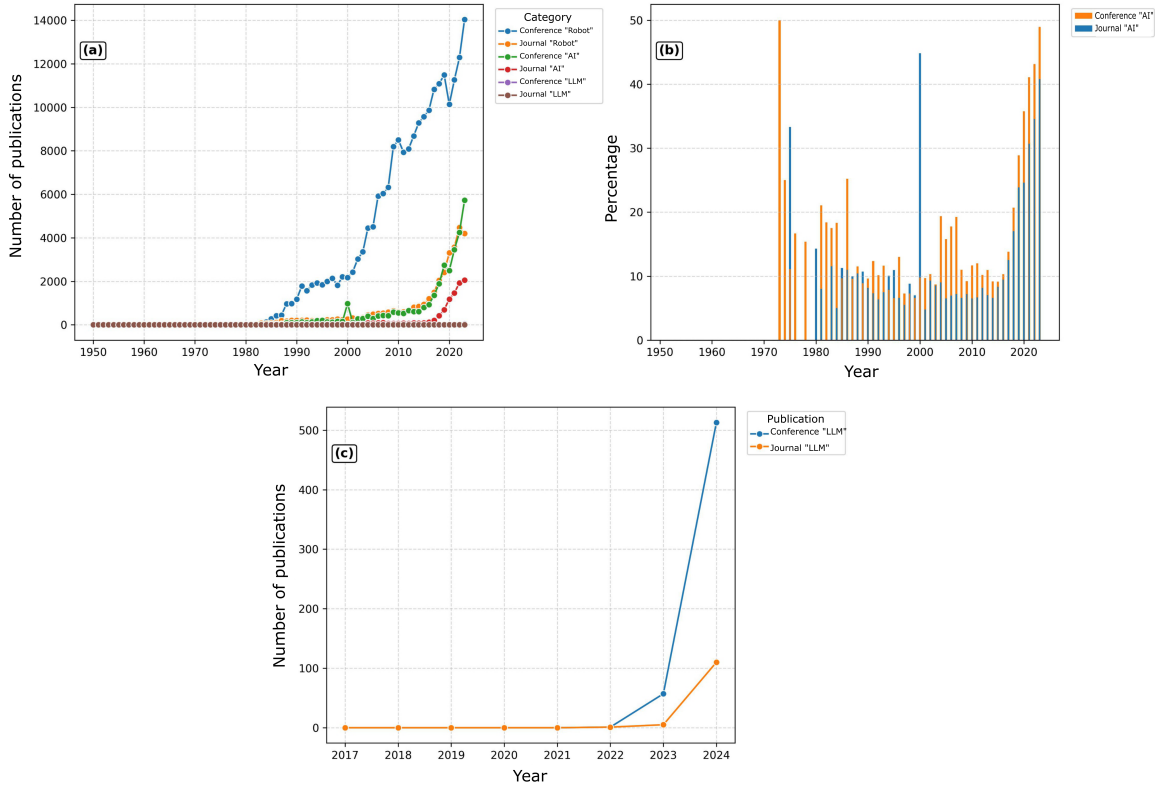 (a)
Number of publications
14000
12000
10000
8000
6000
4000
2000
0
1950 1960 1970 1980 1990 2000 2010 2020
Year
Category
Conference "Robot"
Journal "Robot"
Conference "AI"
Journal "AI"
Conference "LLM"
Journal "LLM"
(b)
Percentage
50
40
30
20
10
0
1950 1960 1970 1980 1990 2000 2010 2020
Year
Conference "AI"
Journal "AI"
(c)
Number of publications
500
400
300
200
100
0
2017 2018 2019 2020 2021 2022 2023 2024
Year
Publication
Conference "LLM"
Journal "LLM"